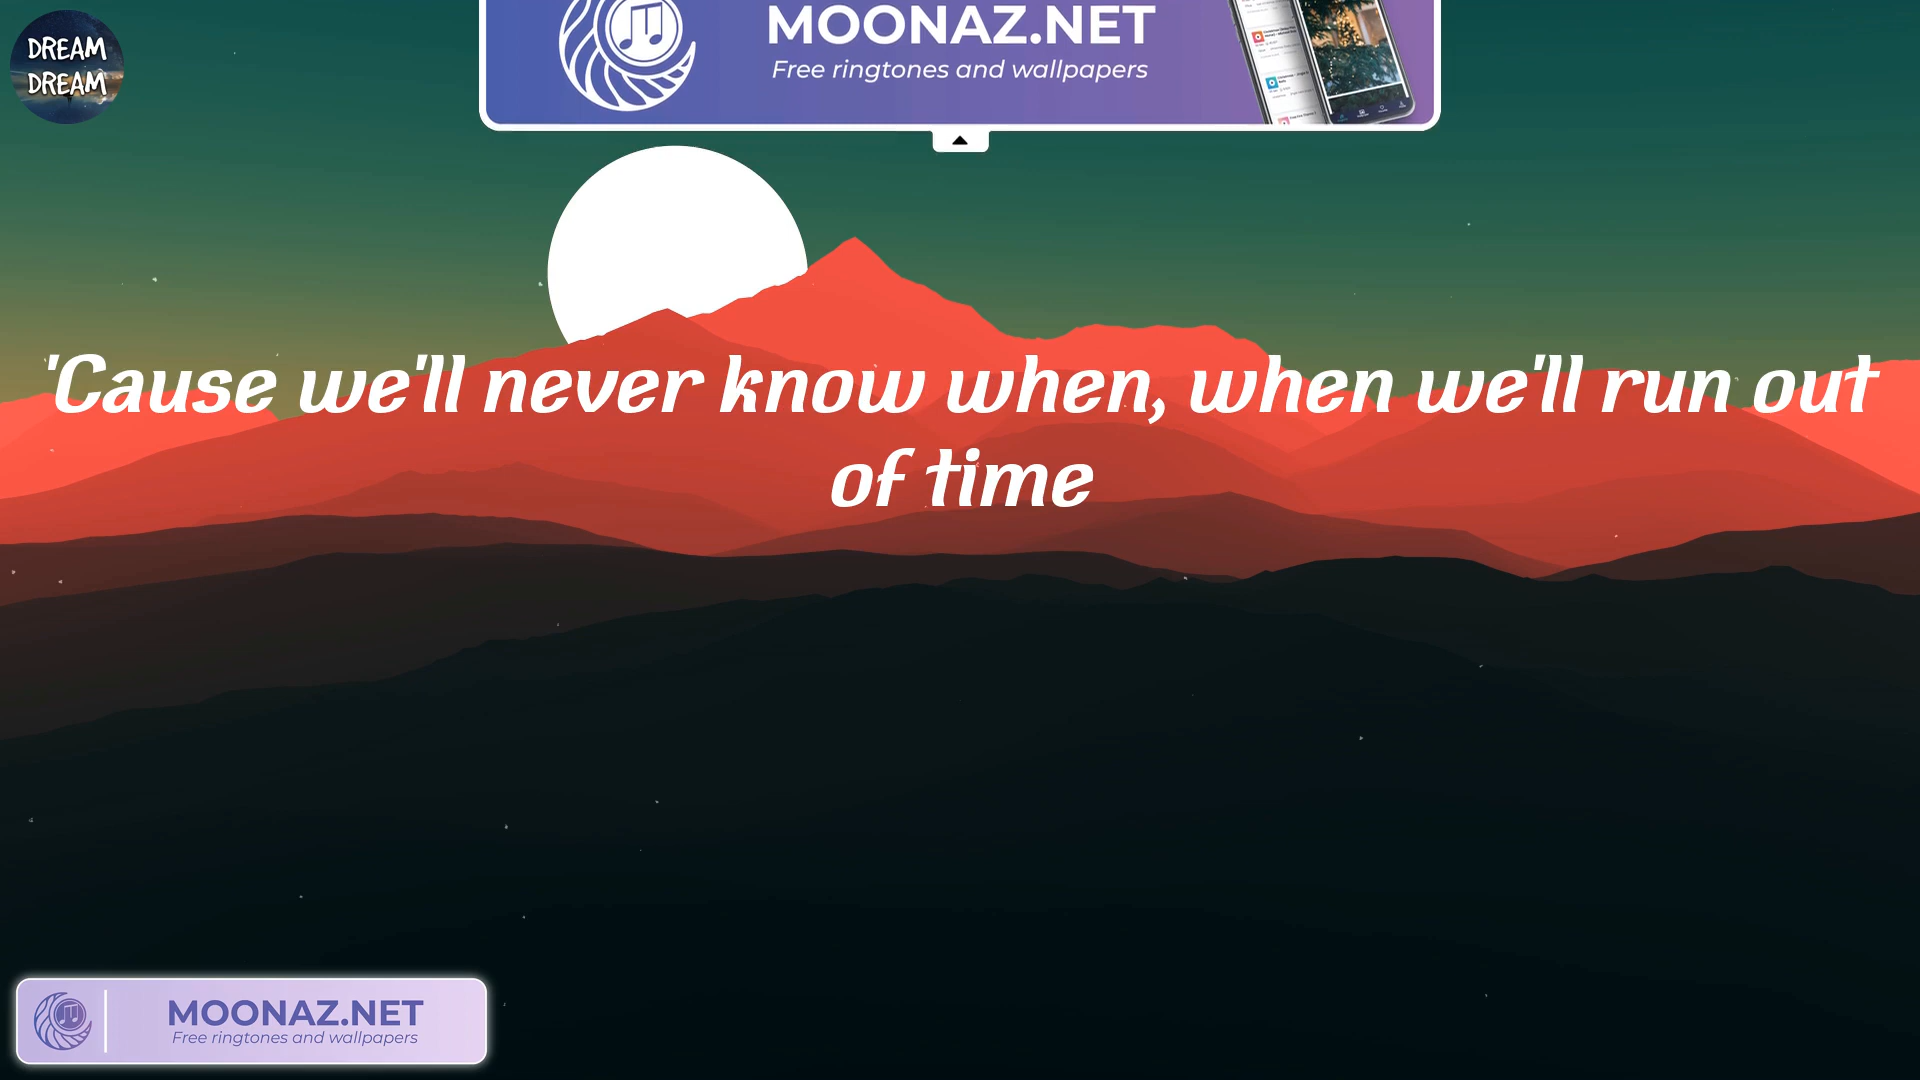 DREAM
DREAM
MOONAZ.NET
Free ringtones and wallpapers
'Cause we'll never know when, when we'll run out
of time
MOONAZ.NET
Free ringtones and wallpapers